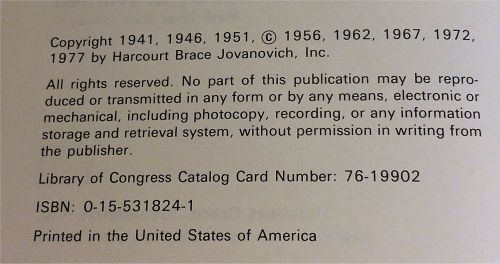 Copyright 1941, 1946, 1951, © 1956, 1962, 1967, 1972,
1977 by Harcourt Brace Jovanovich, Inc.
All rights reserved. No part of this publication may be repro-
duced or transmitted in any form or by any means, electronic or
mechanical, including photocopy, recording, or any information
storage and retrieval system, without permission in writing from
the publisher.
Library of Congress Catalog Card Number: 76-19902
ISBN: 0-15-531824-1
Printed in the United States of America